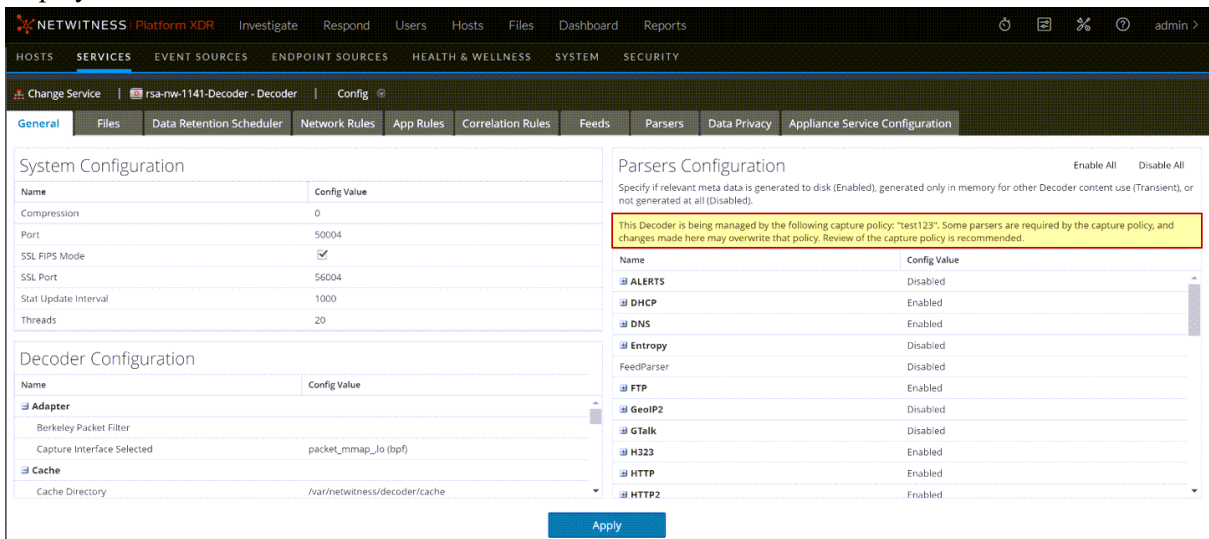 NETWITNESS Platform XDR Investigate Respond Users Hosts Files Dashboard Reports admin >
HOSTS SERVICES EVENT SOURCES ENDPOINT SOURCES HEALTH & WELLNESS SYSTEM SECURITY
Change Service | rsa-nw-1141-Decoder - Decoder | Config
General Files Data Retention Scheduler Network Rules App Rules Correlation Rules Feeds Parsers Data Privacy Appliance Service Configuration
System Configuration
Name Config Value
Compression 0
Port 50004
SSL FIPS Mode
SSL Port 56004
Stat Update Interval 1000
Threads 20
Decoder Configuration
Name Config Value
Adapter
Berkeley Packet Filter
Capture Interface Selected packet_mmap_,lo (bpf)
Cache
Cache Directory /var/netwitness/decoder/cache
Parsers Configuration Enable All Disable All
Specify if relevant meta data is generated to disk (Enabled), generated only in memory for other Decoder content use (Transient), or
not generated at all (Disabled).
This Decoder is being managed by the following capture policy: "test123". Some parsers are required by the capture policy, and
changes made here may overwrite that policy. Review of the capture policy is recommended.
Name Config Value
ALERTS Disabled
DHCP Enabled
DNS Enabled
Entropy Disabled
FeedParser Disabled
FTP Enabled
GeoIP2 Disabled
GTalk Disabled
H323 Enabled
HTTP Enabled
HTTP2 Enabled
Apply